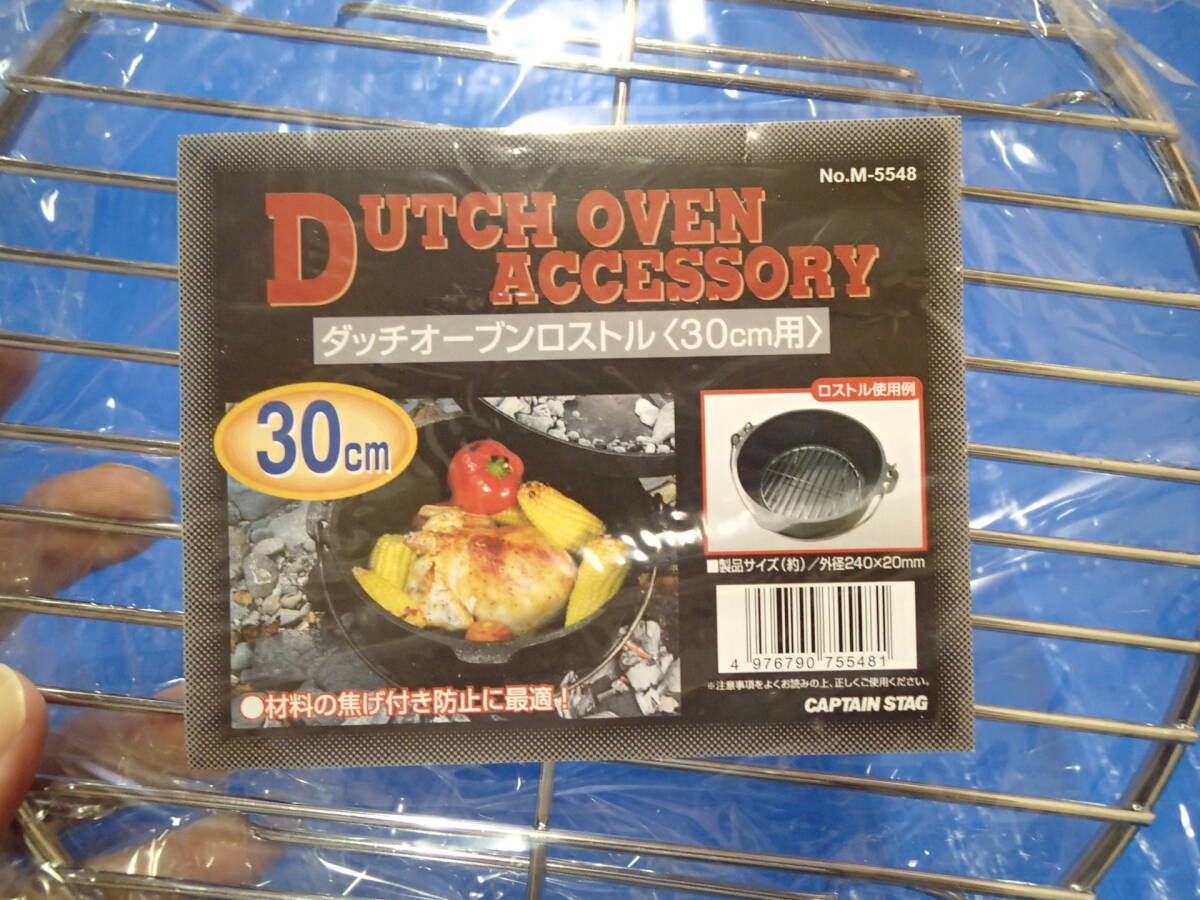 No.M-5548
DUTCH OVEN
ACCESSORY
ダッチオーブンロストル〈30cm用〉
30cm
ロストル使用例
■製品サイズ(約)/外径240×20mm
4 976790 755481
※注意事項をよくお読みの上、正しくご使用ください。
CAPTAIN STAG
●材料の焦げ付き防止に最適!